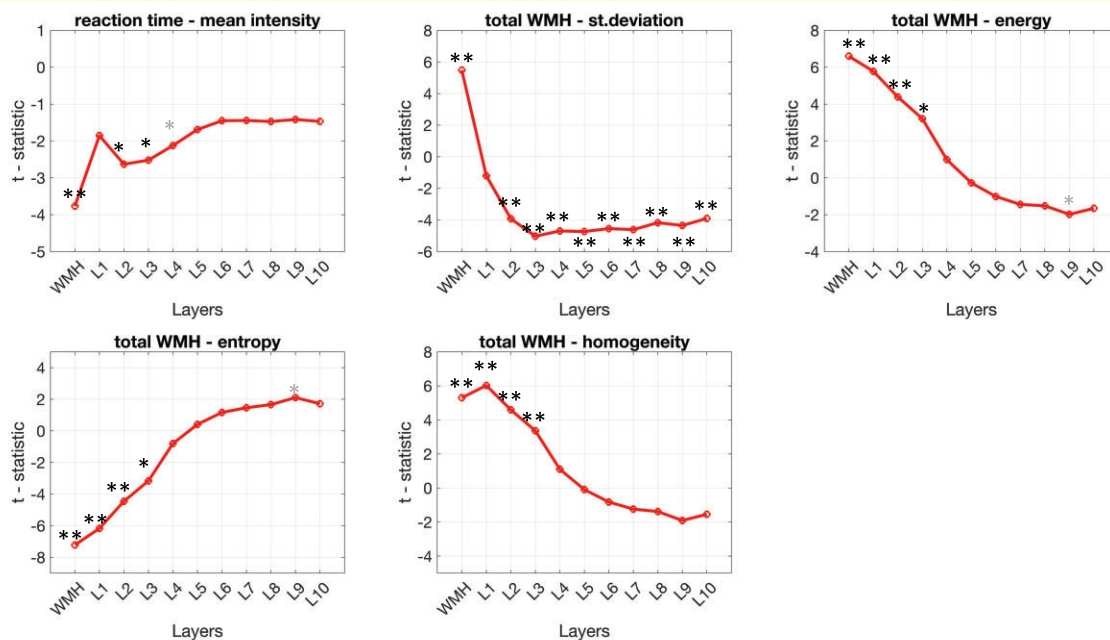 reaction time - mean intensity
1
0
-1
-2
-3
-4
-5
t - statistic
** * * *
WMH L1 L2 L3 L4 L5 L6 L7 L8 L9 L10
Layers
total WMH - st.deviation
8
6
4
2
0
-2
-4
-6
t - statistic
** ** ** ** ** ** ** ** ** **
WMH L1 L2 L3 L4 L5 L6 L7 L8 L9 L10
Layers
total WMH - energy
8
6
4
2
0
-2
-4
t - statistic
** ** ** * *
WMH L1 L2 L3 L4 L5 L6 L7 L8 L9 L10
Layers
total WMH - entropy
4
2
0
-2
-4
-6
-8
t - statistic
** ** ** * *
WMH L1 L2 L3 L4 L5 L6 L7 L8 L9 L10
Layers
total WMH - homogeneity
8
6
4
2
0
-2
-4
t - statistic
** ** ** **
WMH L1 L2 L3 L4 L5 L6 L7 L8 L9 L10
Layers